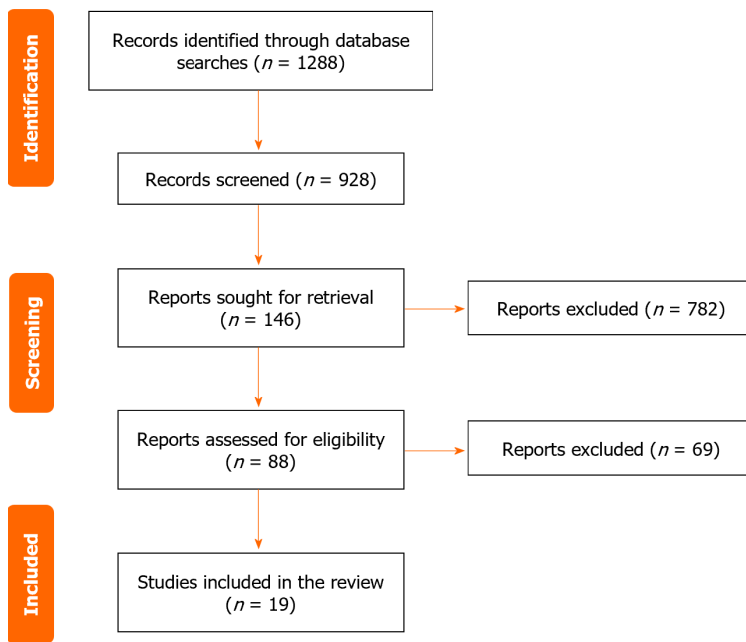 Identification
Records identified through database
searches (n = 1288)
Records screened (n = 928)
Screening
Reports sought for retrieval
(n = 146)
Reports excluded (n = 782)
Reports assessed for eligibility
(n = 88)
Reports excluded (n = 69)
Included
Studies included in the review
(n = 19)